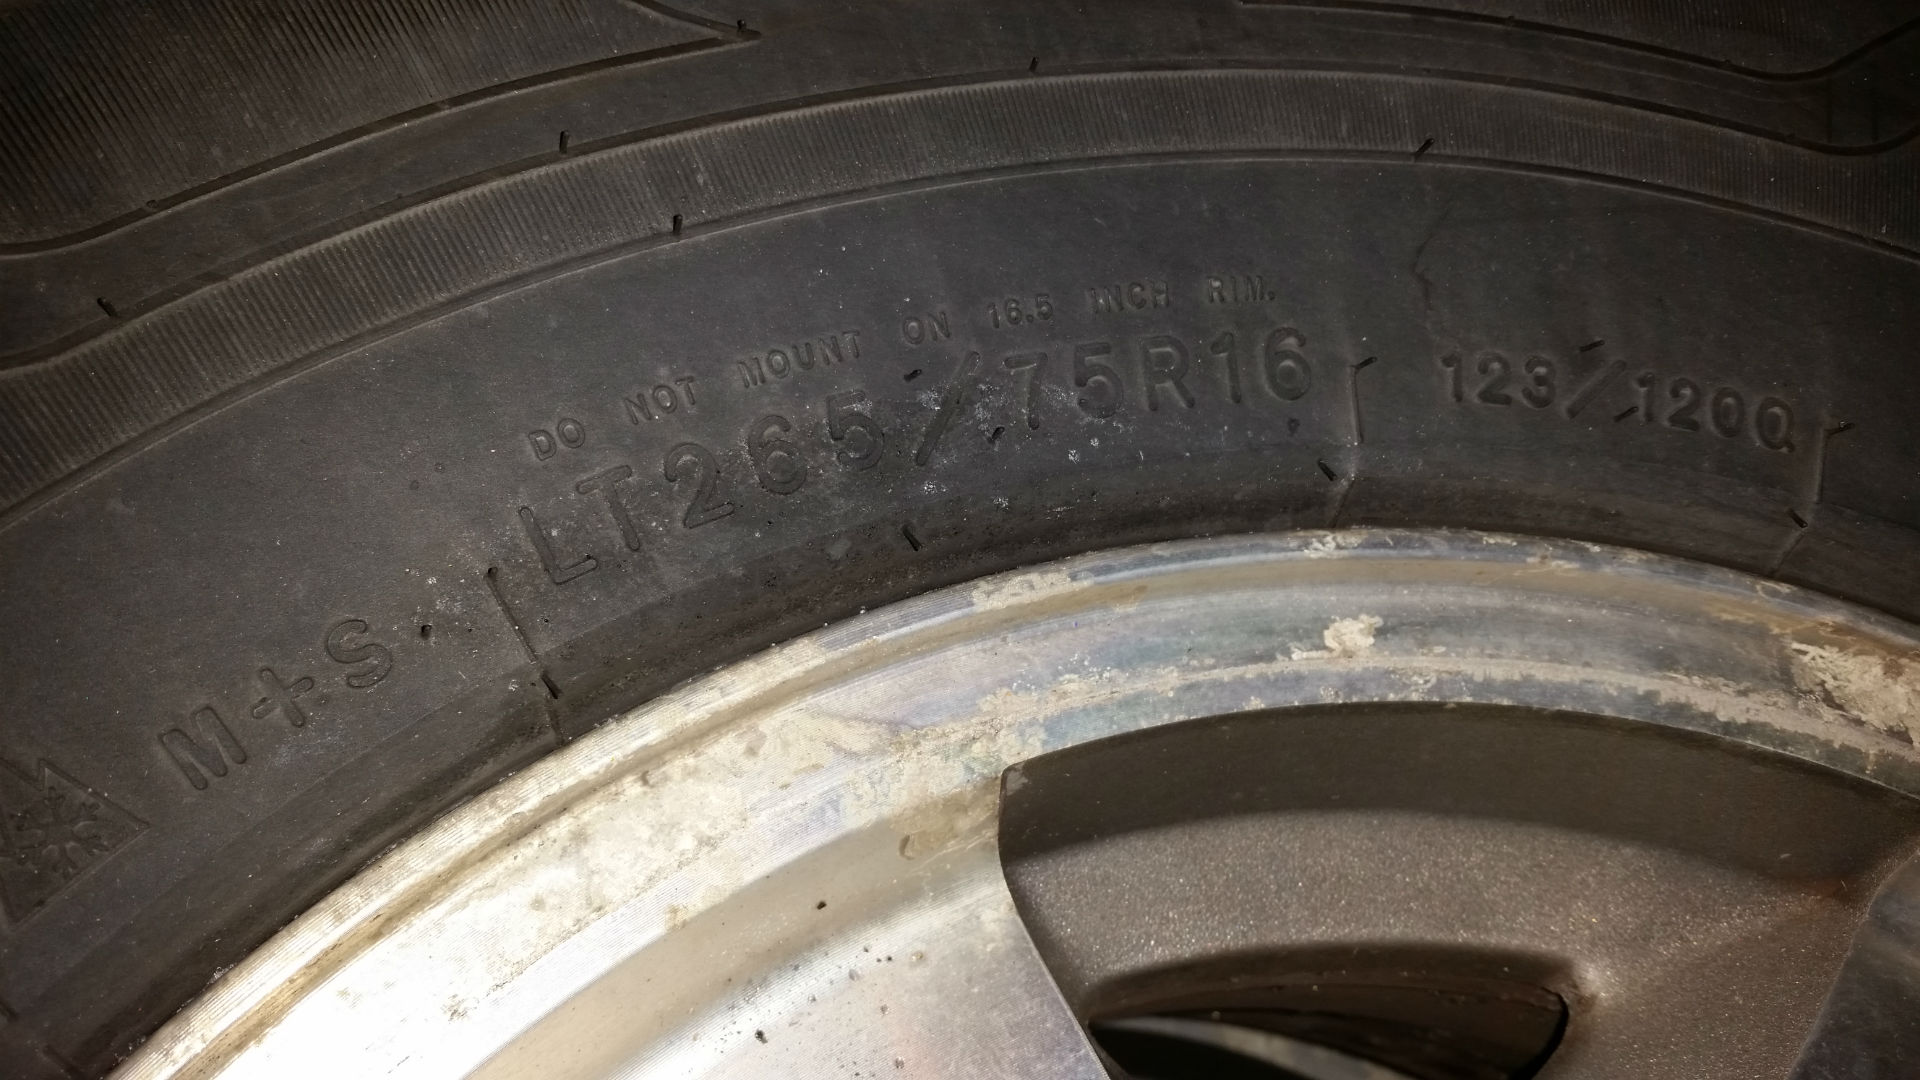 DO NOT MOUNT ON 16.5 INCH RIM.
M+S LT265/75R16 123/120Q